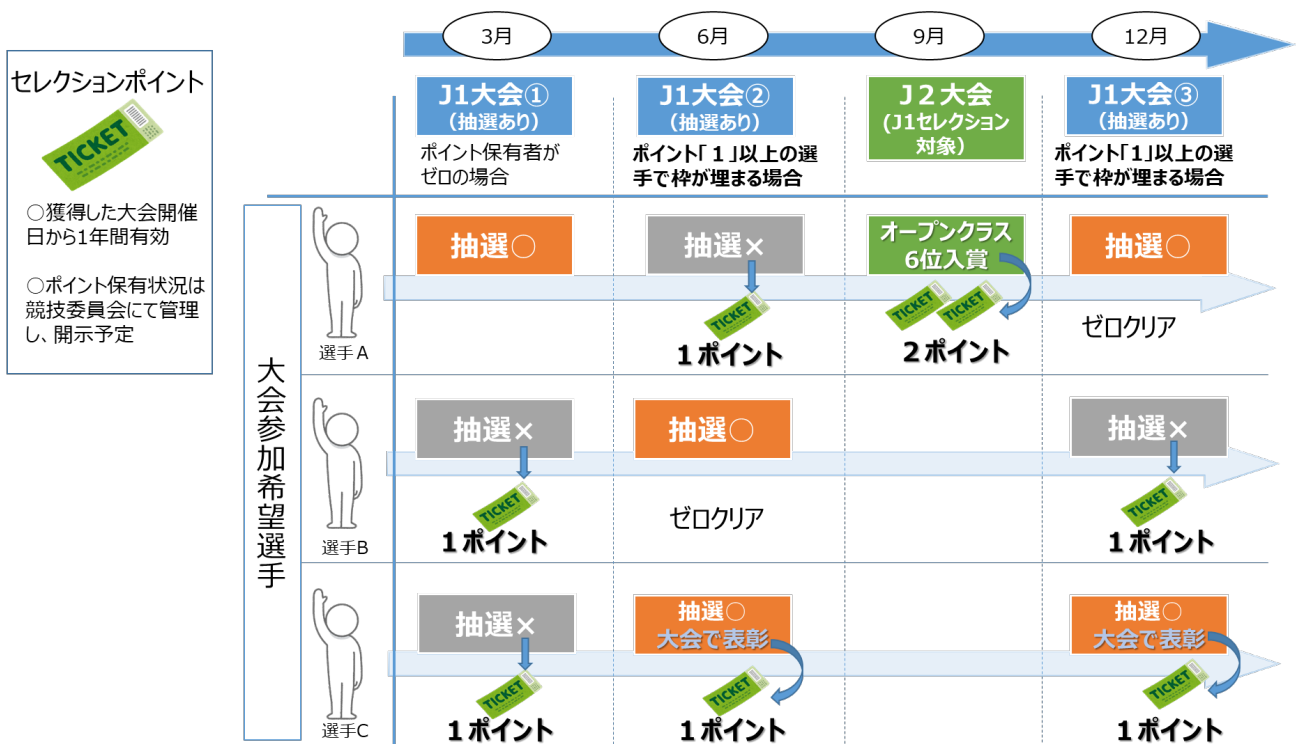 3月
6月
9月
12月
セレクションポイント
TICKET
○獲得した大会開催
日から1年間有効
○ポイント保有状況は
競技委員会にて管理
し、開示予定
J1大会①
(抽選あり)
ポイント保有者が
ゼロの場合
J1大会②
(抽選あり)
ポイント「１」以上の選
手で枠が埋まる場合
J２大会
(J1セレクション
対象)
J1大会③
(抽選あり)
ポイント「1」以上の選
手で枠が埋まる場合
大会参加希望選手
選手A
抽選○
抽選×
TICKET
１ポイント
オープンクラス
6位入賞
TICKET
TICKET
２ポイント
抽選○
ゼロクリア
選手B
抽選×
TICKET
１ポイント
抽選○
ゼロクリア
抽選×
TICKET
１ポイント
選手C
抽選×
TICKET
１ポイント
抽選○
大会で表彰
TICKET
１ポイント
抽選○
大会で表彰
TICKET
１ポイント